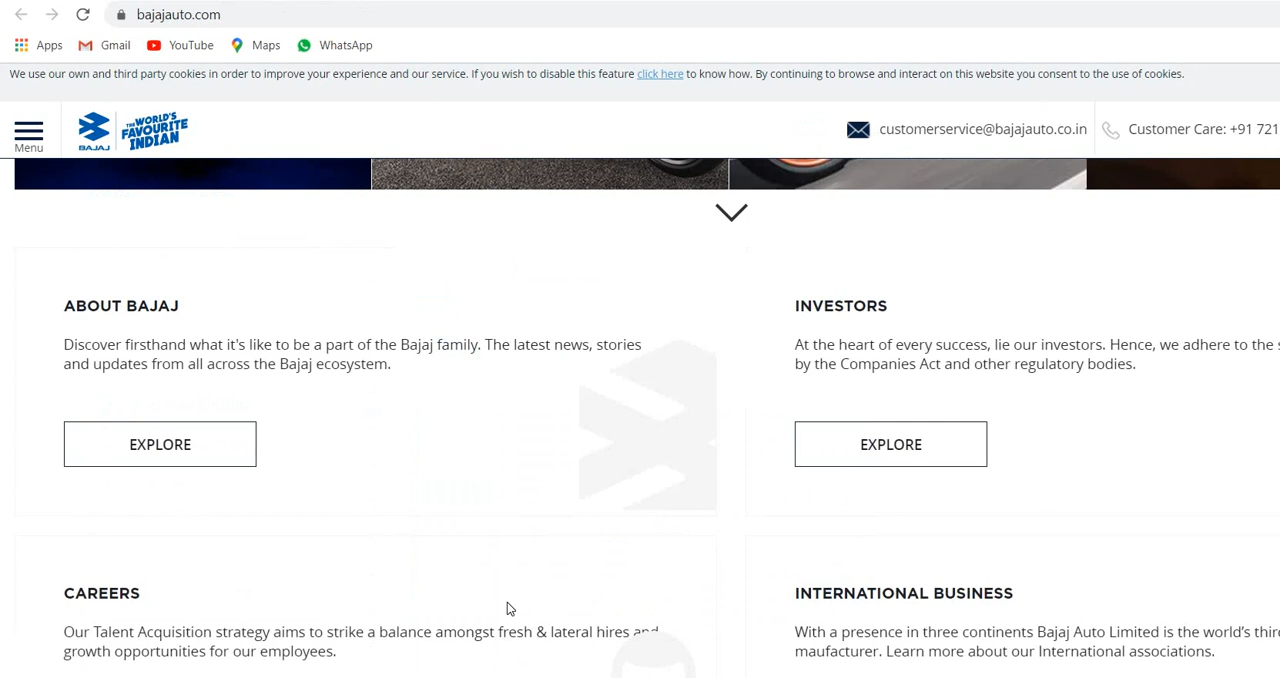 bajajauto.com
Apps Gmail YouTube Maps WhatsApp
We use our own and third party cookies in order to improve your experience and our service. If you wish to disable this feature click here to know how. By continuing to browse and interact on this website you consent to the use of cookies.
Menu
BAJAJ
THE WORLD'S
FAVOURITE
INDIAN
customerservice@bajajauto.co.in
Customer Care: +91 721
ABOUT BAJAJ
Discover firsthand what it's like to be a part of the Bajaj family. The latest news, stories
and updates from all across the Bajaj ecosystem.
EXPLORE
INVESTORS
At the heart of every success, lie our investors. Hence, we adhere to the
by the Companies Act and other regulatory bodies.
EXPLORE
CAREERS
Our Talent Acquisition strategy aims to strike a balance amongst fresh & lateral hires and
growth opportunities for our employees.
INTERNATIONAL BUSINESS
With a presence in three continents Bajaj Auto Limited is the world's
maufacturer. Learn more about our International associations.